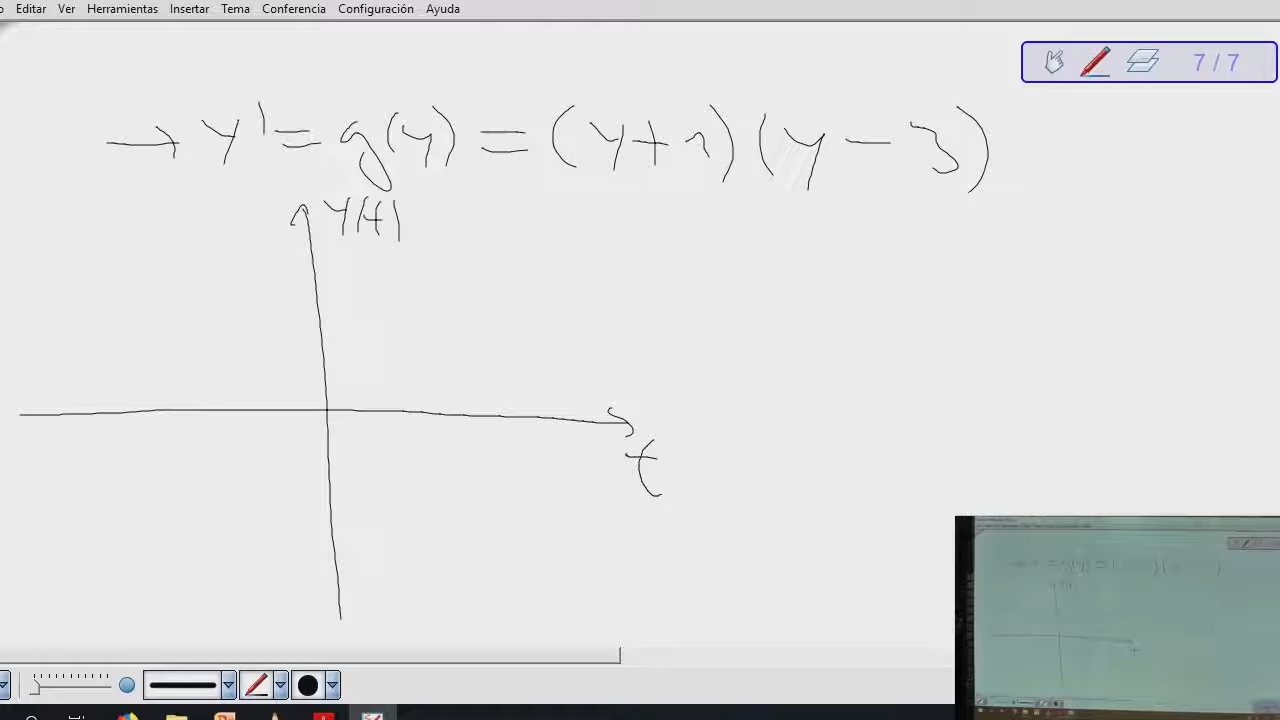 Editar Ver Herramientas Insertar Tema Conferencia Configuración Ayuda
7 / 7
→ y' = g(y) = (y+1)(y-3)
y(t)
t